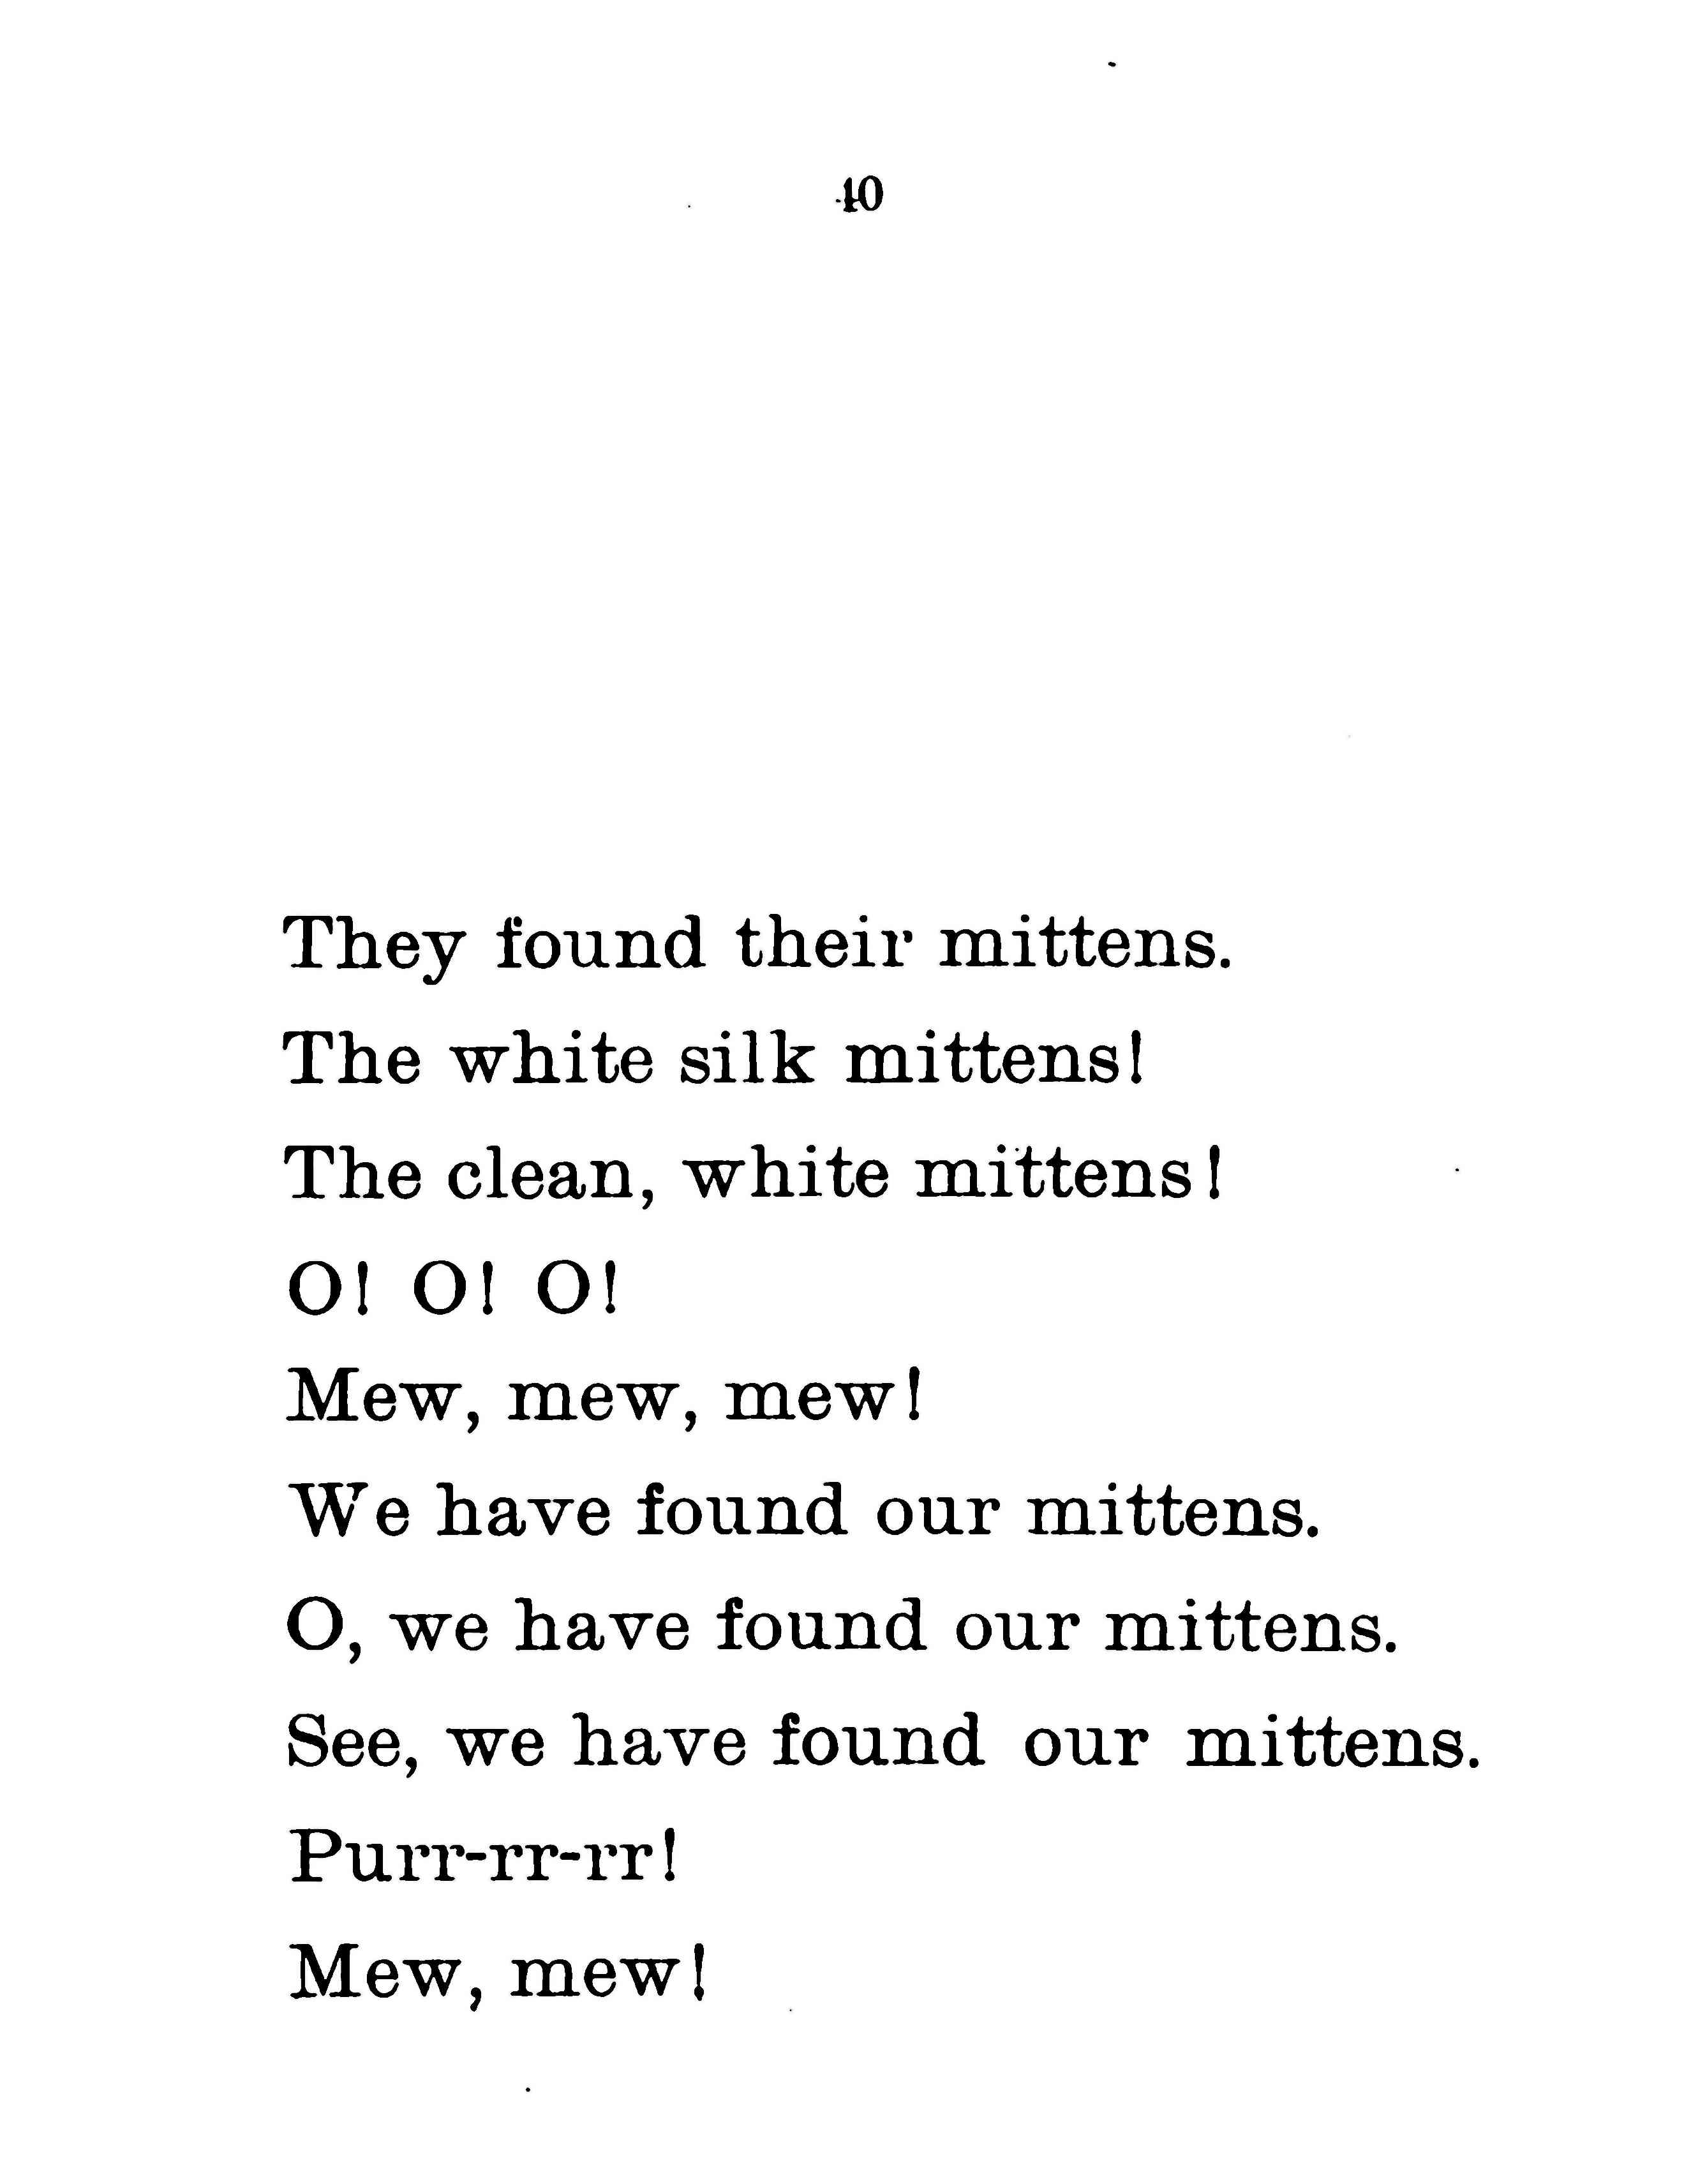 40
They found their mittens.
The white silk mittens!
The clean, white mittens!
O! O! O!
Mew, mew, mew!
We have found our mittens.
O, we have found our mittens.
See, we have found our mittens.
Purr-rr-rr!
Mew, mew!